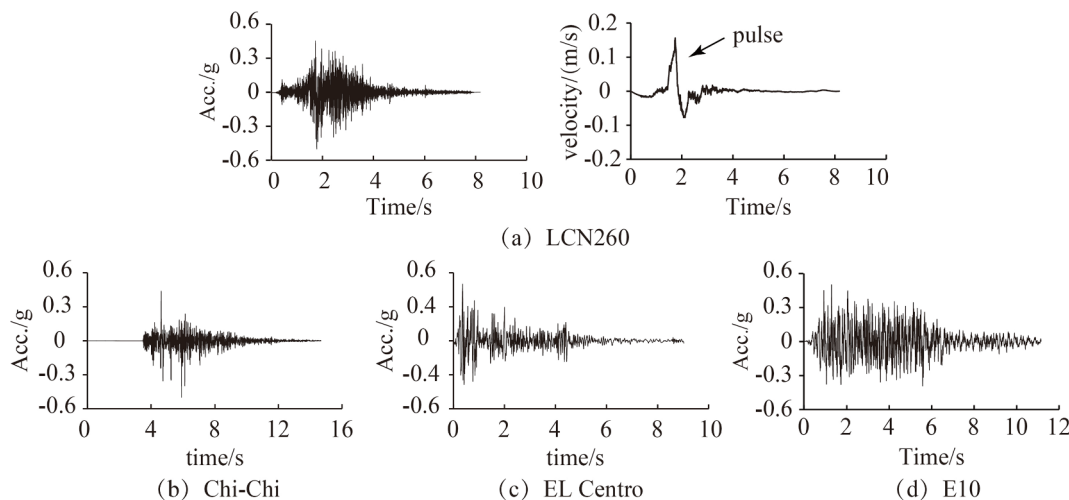 0.6
0.3
0
-0.3
-0.6
Acc./g
0 2 4 6 8 10
Time/s
0.2
0.1
0
-0.1
-0.2
velocity/(m/s)
pulse
0 2 4 6 8 10
Time/s
(a) LCN260
0.6
0.3
0
-0.3
-0.6
Acc./g
0 4 8 12 16
time/s
(b) Chi-Chi
0.6
0.3
0
-0.4
-0.6
Acc./g
0 2 4 6 8 10
time/s
(c) EL Centro
0.6
0.3
0
-0.3
-0.6
Acc./g
0 2 4 6 8 10 12
Time/s
(d) E10